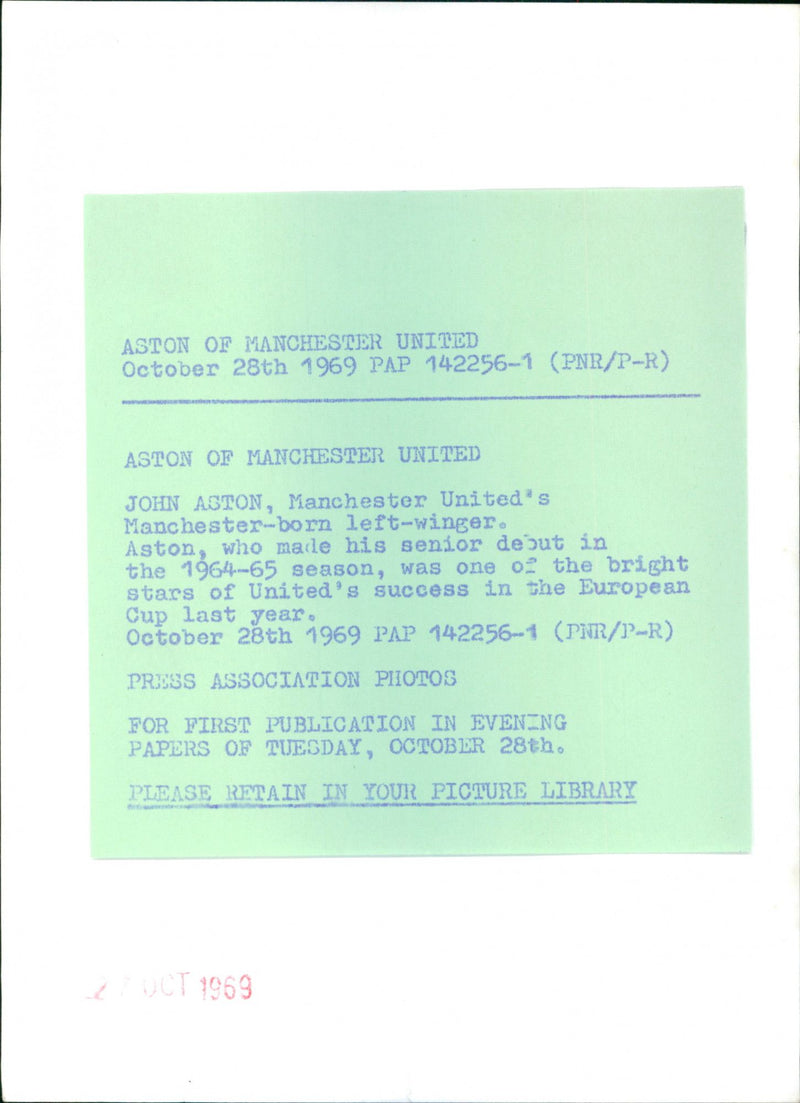 ASTON OF MANCHESTER UNITED
October 28th 1969 PAP 142256-1 (PNR/P-R)
ASTON OF MANCHESTER UNITED
JOHN ASTON, Manchester United's
Manchester-born left-winger.
Aston, who made his senior debut in
the 1964-65 season, was one of the bright
stars of United's success in the European
Cup last year.
October 28th 1969 PAP 142256-1 (PNR/P-R)
PRESS ASSOCIATION PHOTOS
FOR FIRST PUBLICATION IN EVENING
PAPERS OF TUESDAY, OCTOBER 28th.
PLEASE RETAIN IN YOUR PICTURE LIBRARY
27 OCT 1969